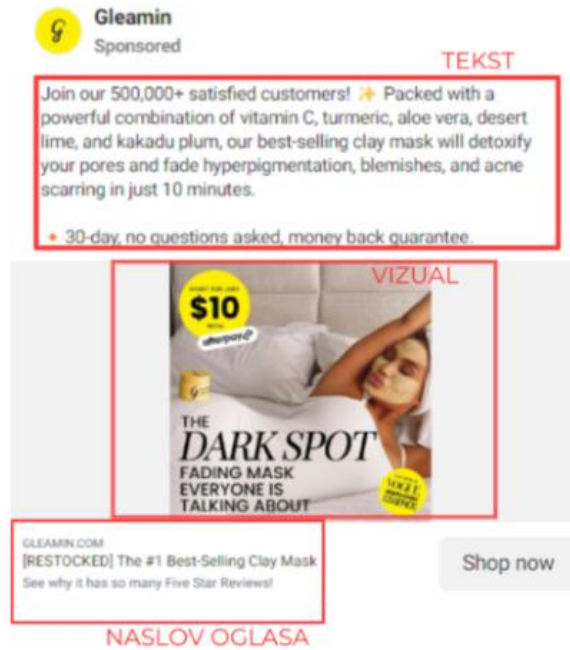 Gleamin
Sponsored
TEKST
Join our 500,000+ satisfied customers! ✨ Packed with a
powerful combination of vitamin C, turmeric, aloe vera, desert
lime, and kakadu plum, our best-selling clay mask will detoxify
your pores and fade hyperpigmentation, blemishes, and acne
scarring in just 10 minutes.
🔸 30-day, no questions asked, money back guarantee.
VIZUAL
$10
afterpay
THE
DARK SPOT
FADING MASK
EVERYONE IS
TALKING ABOUT
VOGUE
GLEAMIN.COM
[RESTOCKED] The #1 Best-Selling Clay Mask
See why it has so many Five Star Reviews!
Shop now
NASLOV OGLASA